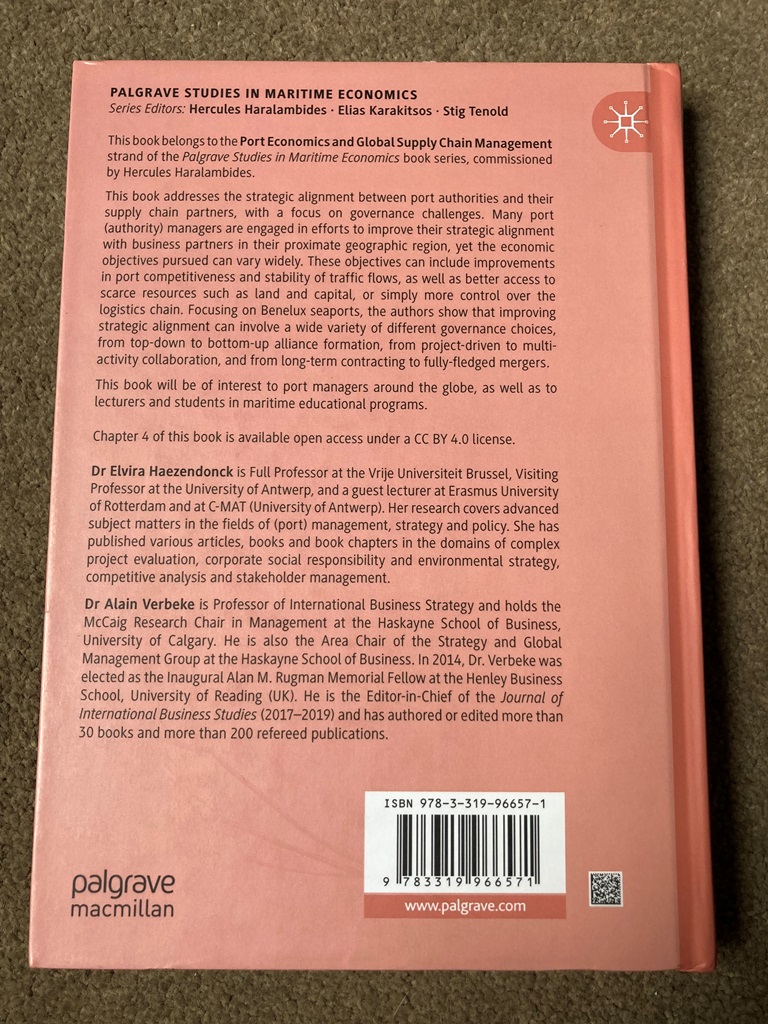 PALGRAVE STUDIES IN MARITIME ECONOMICS
Series Editors: Hercules Haralambides · Elias Karakitsos · Stig Tenold
This book belongs to the Port Economics and Global Supply Chain Management
strand of the Palgrave Studies in Maritime Economics book series, commissioned
by Hercules Haralambides.
This book addresses the strategic alignment between port authorities and their
supply chain partners, with a focus on governance challenges. Many port
(authority) managers are engaged in efforts to improve their strategic alignment
with business partners in their proximate geographic region, yet the economic
objectives pursued can vary widely. These objectives can include improvements
in port competitiveness and stability of traffic flows, as well as better access to
scarce resources such as land and capital, or simply more control over the
logistics chain. Focusing on Benelux seaports, the authors show that improving
strategic alignment can involve a wide variety of different governance choices,
from top-down to bottom-up alliance formation, from project-driven to multi-
activity collaboration, and from long-term contracting to fully-fledged mergers.
This book will be of interest to port managers around the globe, as well as to
lecturers and students in maritime educational programs.
Chapter 4 of this book is available open access under a CC BY 4.0 license.
Dr Elvira Haezendonck is Full Professor at the Vrije Universiteit Brussel, Visiting
Professor at the University of Antwerp, and a guest lecturer at Erasmus University
of Rotterdam and at C-MAT (University of Antwerp). Her research covers advanced
subject matters in the fields of (port) management, strategy and policy. She has
published various articles, books and book chapters in the domains of complex
project evaluation, corporate social responsibility and environmental strategy,
competitive analysis and stakeholder management.
Dr Alain Verbeke is Professor of International Business Strategy and holds the
McCaig Research Chair in Management at the Haskayne School of Business,
University of Calgary. He is also the Area Chair of the Strategy and Global
Management Group at the Haskayne School of Business. In 2014, Dr. Verbeke was
elected as the Inaugural Alan M. Rugman Memorial Fellow at the Henley Business
School, University of Reading (UK). He is the Editor-in-Chief of the Journal of
International Business Studies (2017–2019) and has authored or edited more than
30 books and more than 200 refereed publications.
ISBN 978-3-319-96657-1
9 783319 966571
www.palgrave.com
palgrave
macmillan